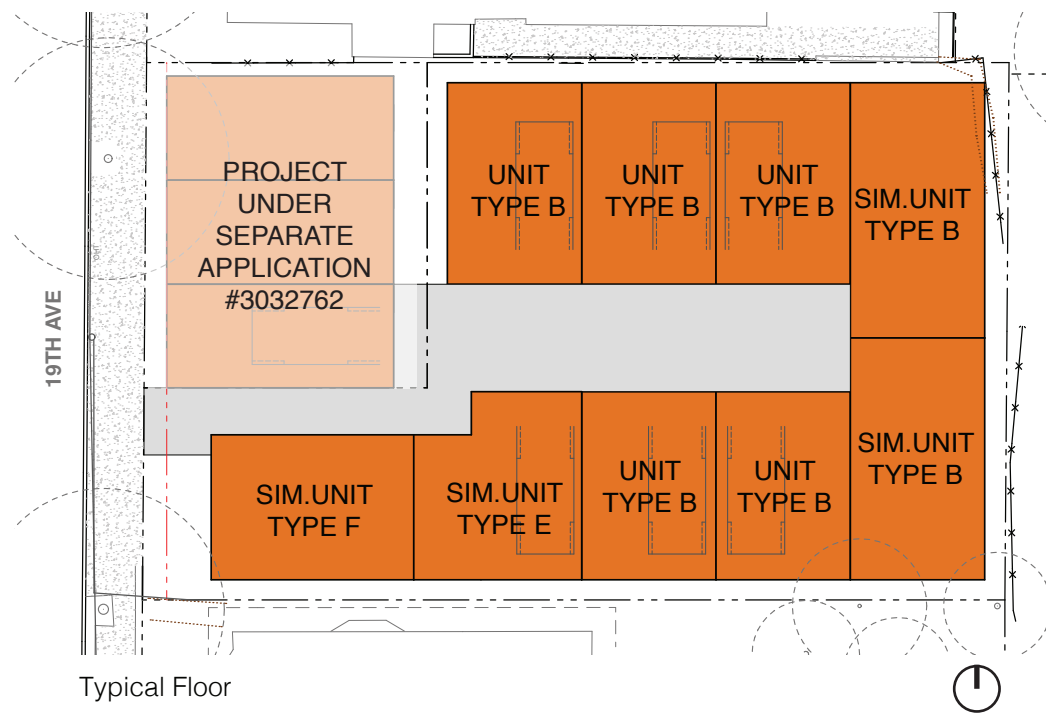 PROJECT
UNDER
SEPARATE
APPLICATION
#3032762
UNIT
TYPE B
UNIT
TYPE B
UNIT
TYPE B
SIM.UNIT
TYPE B
19TH AVE
SIM.UNIT
TYPE F
SIM.UNIT
TYPE E
UNIT
TYPE B
UNIT
TYPE B
SIM.UNIT
TYPE B
Typical Floor